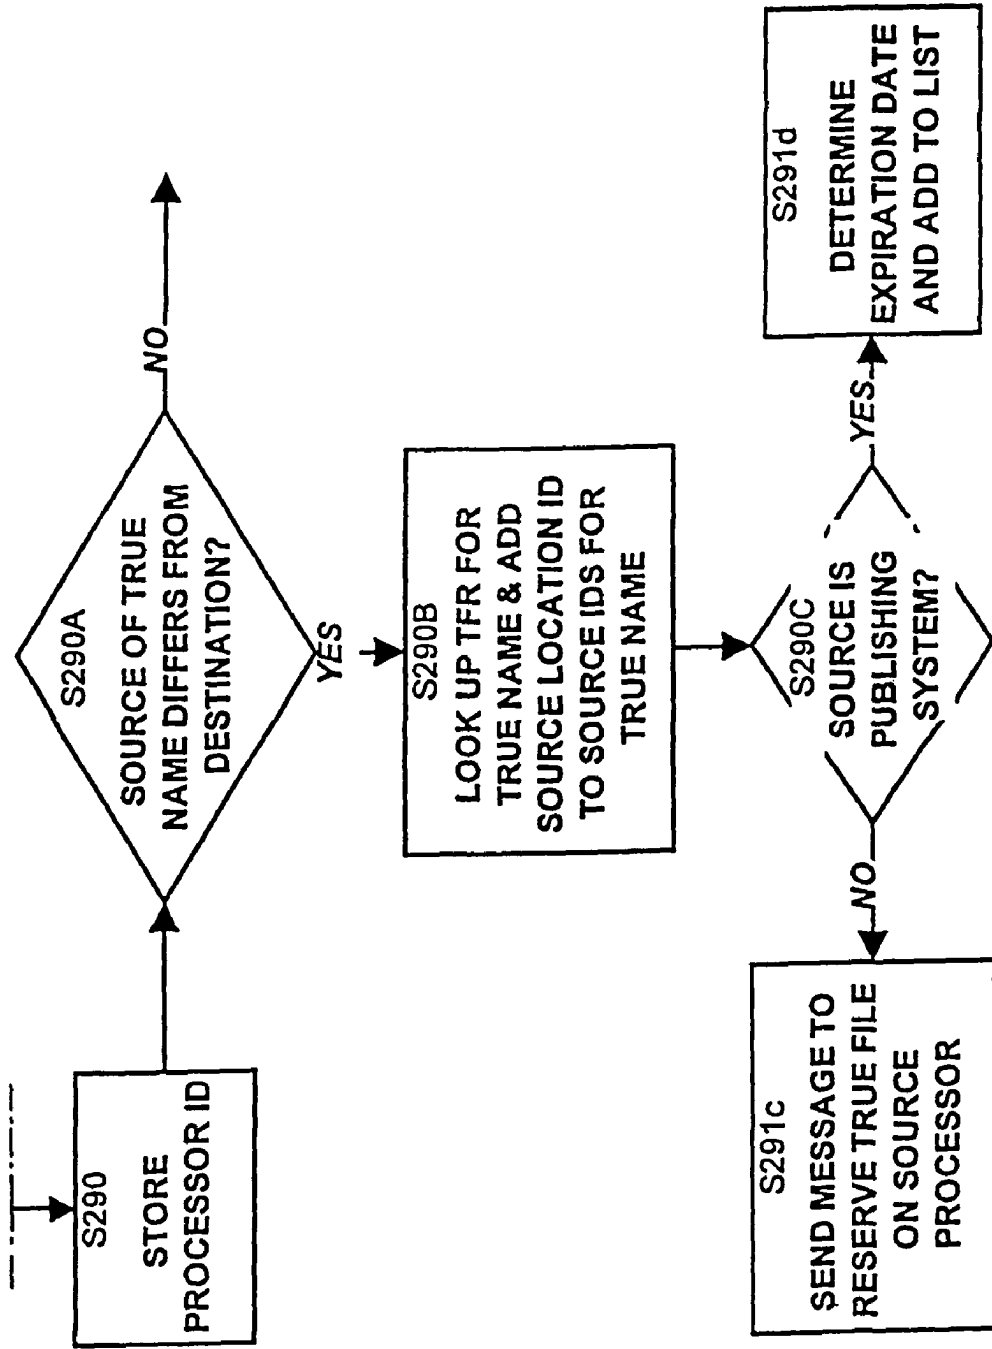 S290
STORE
PROCESSOR ID
S290A
SOURCE OF TRUE
NAME DIFFERS FROM
DESTINATION?
NO
YES
S290B
LOOK UP TFR FOR
TRUE NAME & ADD
SOURCE LOCATION ID
TO SOURCE IDS FOR
TRUE NAME
S290C
SOURCE IS
PUBLISHING
SYSTEM?
NO
YES
S291c
SEND MESSAGE TO
RESERVE TRUE FILE
ON SOURCE
PROCESSOR
S291d
DETERMINE
EXPIRATION DATE
AND ADD TO LIST